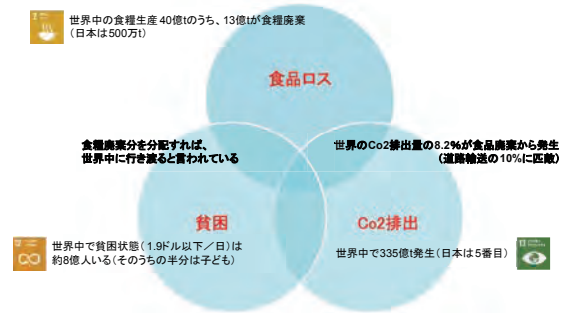 世界中の食糧生産40億tのうち、13億tが食糧廃棄
（日本は500万t）
食品ロス
食糧廃棄分を分配すれば、
世界中に行き渡ると言われている
世界のCo2排出量の8.2%が食品廃棄から発生
（道路輸送の10%に匹敵）
貧困
Co2排出
世界中で貧困状態（1.9ドル以下／日）は
約8億人いる（そのうちの半分は子ども）
世界中で335億t発生（日本は5番目）